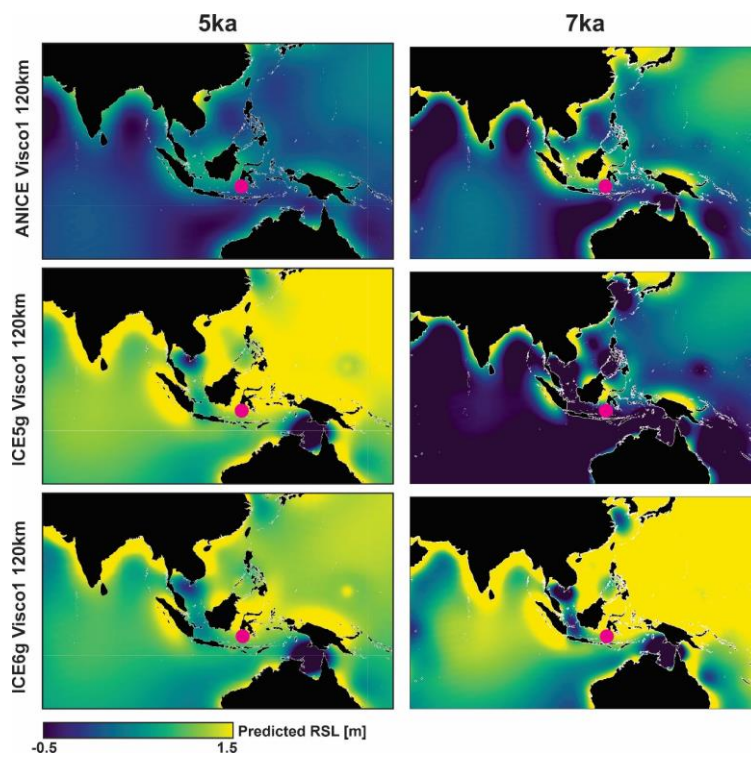 5ka 7ka
ANICE Visco1 120km
ICE5g Visco1 120km
ICE6g Visco1 120km
Predicted RSL [m]
-0.5 1.5